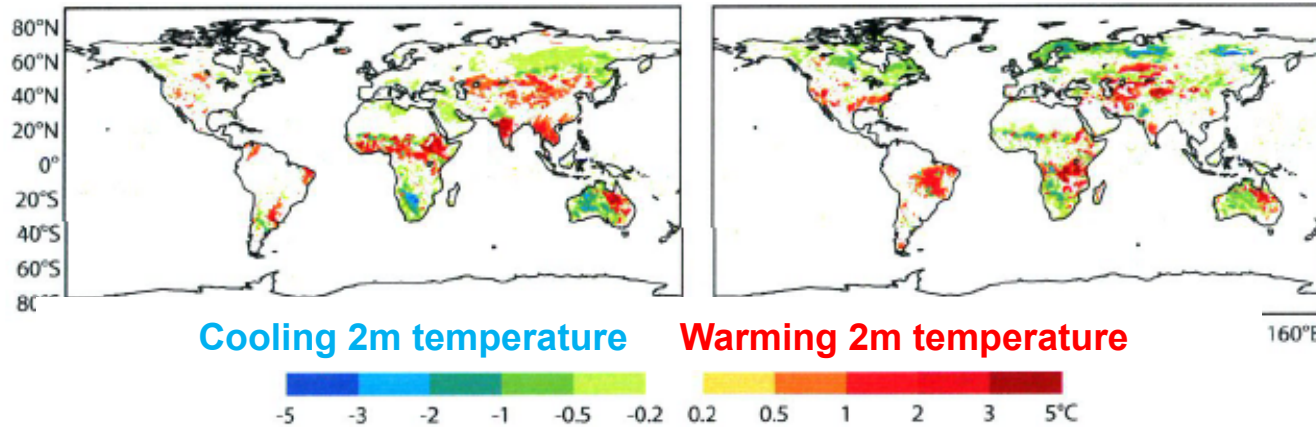 80°N
60°N
40°N
20°N
0°
20°S
40°S
60°S
Cooling 2m temperature Warming 2m temperature
-5 -3 -2 -1 -0.5 -0.2 0.2 0.5 1 2 3 5°C